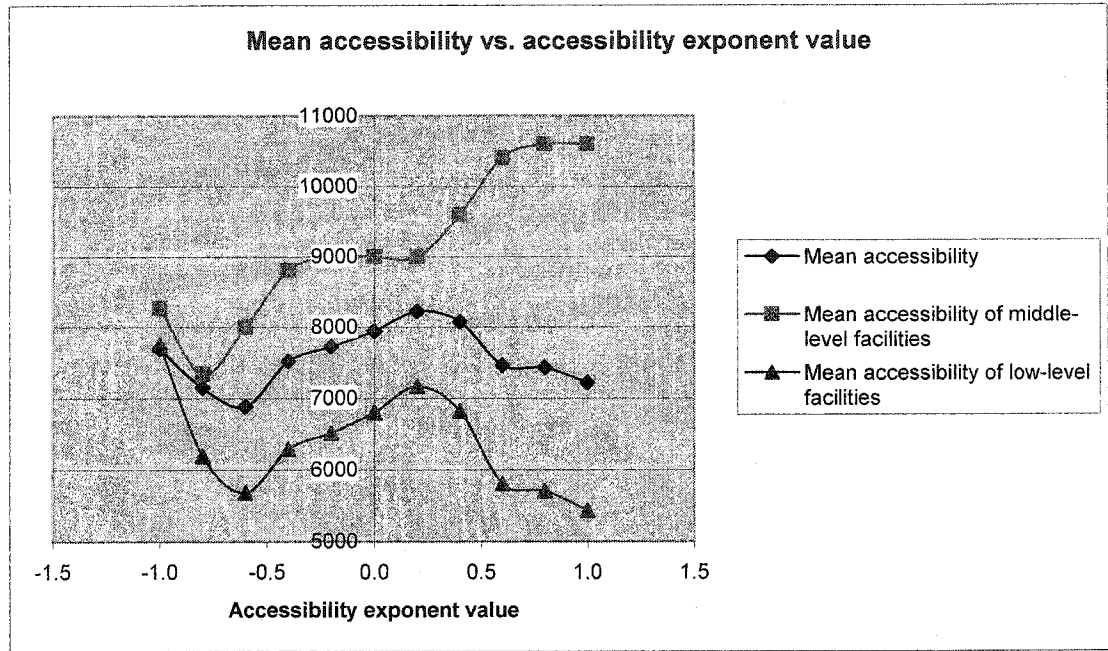 Mean accessibility vs. accessibility exponent value
11000
10000
9000
8000
7000
6000
5000
-1.5 -1.0 -0.5 0.0 0.5 1.0 1.5
Accessibility exponent value
Mean accessibility
Mean accessibility of middle-
level facilities
Mean accessibility of low-level
facilities